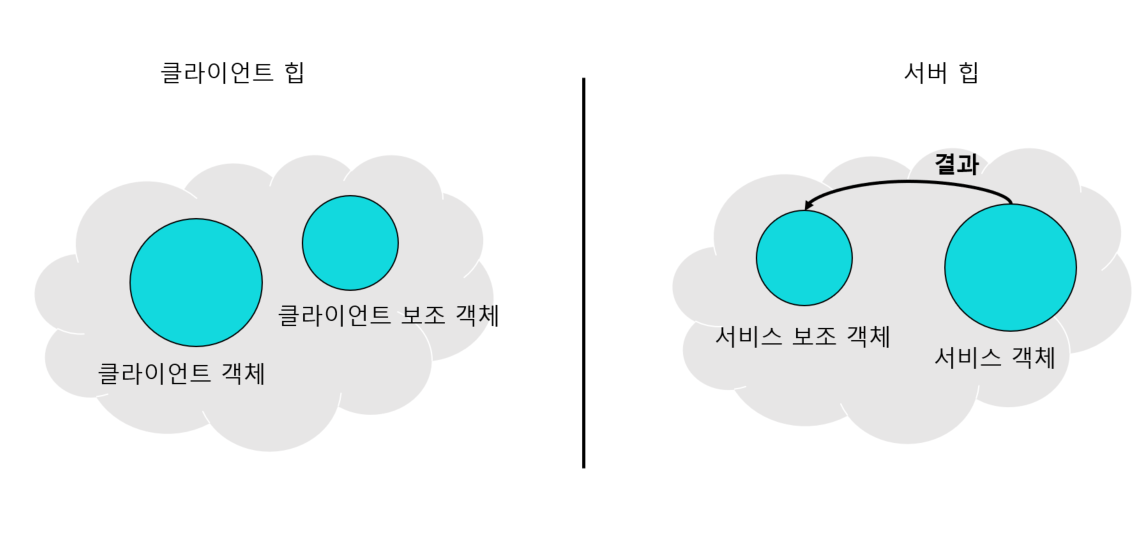 클라이언트 힙
서버 힙
결과
클라이언트 보조 객체
클라이언트 객체
서비스 보조 객체
서비스 객체